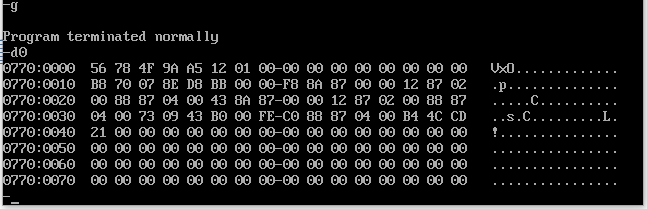 -g
Program terminated normally
-d0
0770:0000  56 78 4F 9A A5 12 01 00-00 00 00 00 00 00 00 00   VxO.............
0770:0010  B8 70 07 8E D8 BB 00 00-F8 8A 87 00 00 12 87 02   .p..............
0770:0020  00 88 87 04 00 43 8A 87-00 00 12 87 02 00 88 87   .....C..........
0770:0030  04 00 73 09 43 B0 00 FE-C0 88 87 04 00 B4 4C CD   ..s.C.........L.
0770:0040  21 00 00 00 00 00 00 00-00 00 00 00 00 00 00 00   !...............
0770:0050  00 00 00 00 00 00 00 00-00 00 00 00 00 00 00 00   ................
0770:0060  00 00 00 00 00 00 00 00-00 00 00 00 00 00 00 00   ................
0770:0070  00 00 00 00 00 00 00 00-00 00 00 00 00 00 00 00   ................
-_